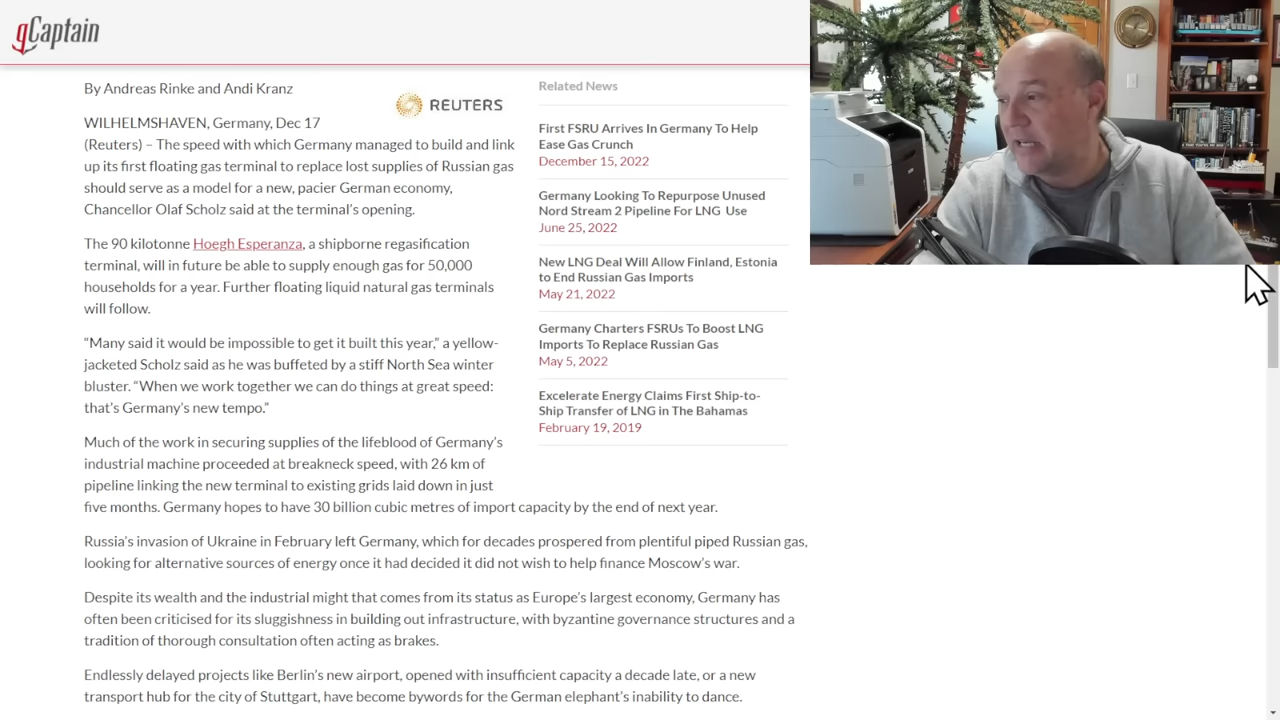 gCaptain
By Andreas Rinke and Andi Kranz
REUTERS
WILHELMSHAVEN, Germany, Dec 17
(Reuters) – The speed with which Germany managed to build and link
up its first floating gas terminal to replace lost supplies of Russian gas
should serve as a model for a new, pacier German economy,
Chancellor Olaf Scholz said at the terminal's opening.
The 90 kilotonne Hoegh Esperanza, a shipborne regasification
terminal, will in future be able to supply enough gas for 50,000
households for a year. Further floating liquid natural gas terminals
will follow.
“Many said it would be impossible to get it built this year,” a yellow-
jacketed Scholz said as he was buffeted by a stiff North Sea winter
bluster. “When we work together we can do things at great speed:
that's Germany's new tempo.”
Much of the work in securing supplies of the lifeblood of Germany's
industrial machine proceeded at breakneck speed, with 26 km of
pipeline linking the new terminal to existing grids laid down in just
five months. Germany hopes to have 30 billion cubic metres of import capacity by the end of next year.
Russia's invasion of Ukraine in February left Germany, which for decades prospered from plentiful piped Russian gas,
looking for alternative sources of energy once it had decided it did not wish to help finance Moscow's war.
Despite its wealth and the industrial might that comes from its status as Europe's largest economy, Germany has
often been criticised for its sluggishness in building out infrastructure, with byzantine governance structures and a
tradition of thorough consultation often acting as brakes.
Endlessly delayed projects like Berlin's new airport, opened with insufficient capacity a decade late, or a new
transport hub for the city of Stuttgart, have become bywords for the German elephant's inability to dance.
Related News
First FSRU Arrives In Germany To Help
Ease Gas Crunch
December 15, 2022
Germany Looking To Repurpose Unused
Nord Stream 2 Pipeline For LNG Use
June 25, 2022
New LNG Deal Will Allow Finland, Estonia
to End Russian Gas Imports
May 21, 2022
Germany Charters FSRUs To Boost LNG
Imports To Replace Russian Gas
May 5, 2022
Excelerate Energy Claims First Ship-to-
Ship Transfer of LNG in The Bahamas
February 19, 2019